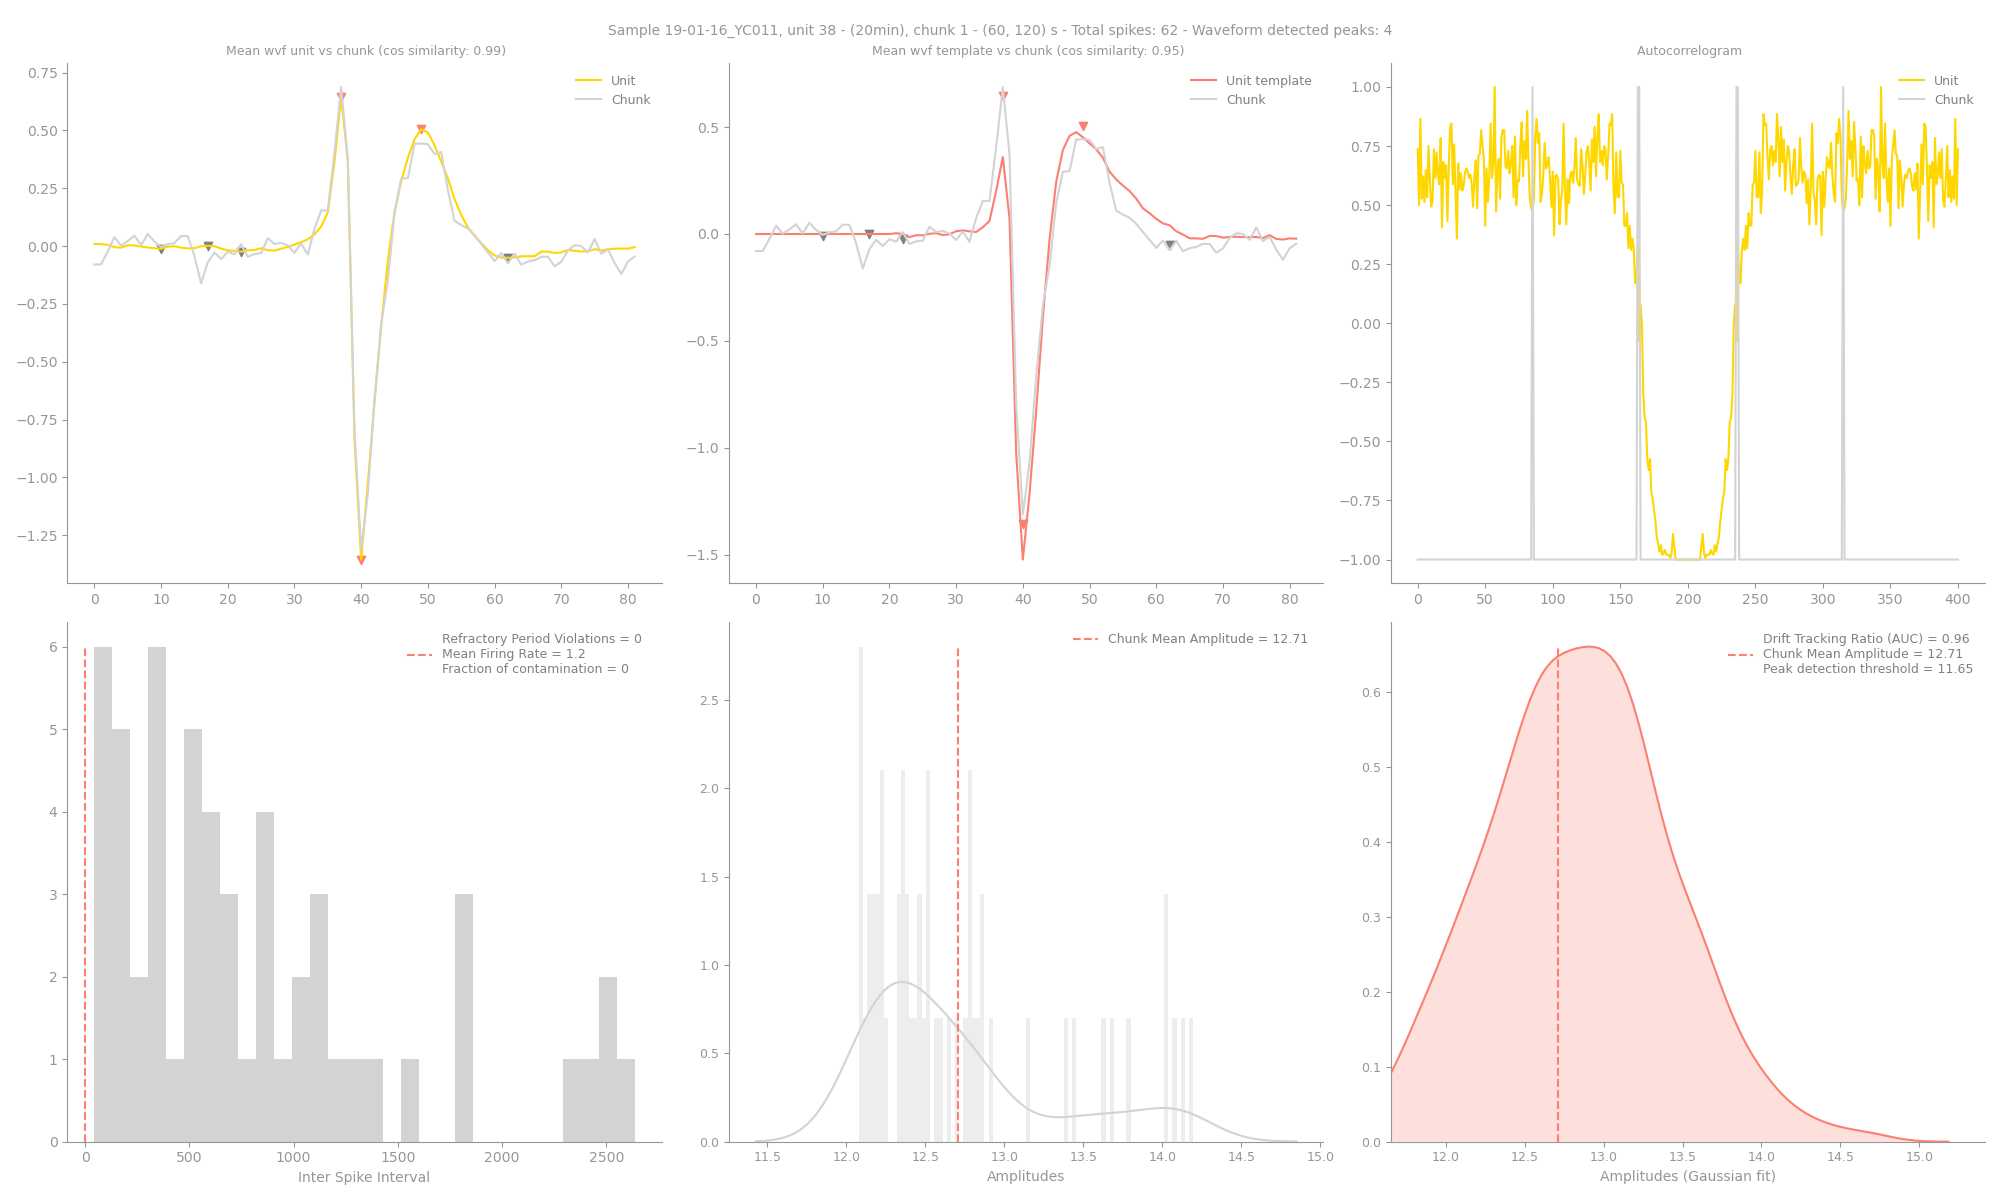 Sample 19-01-16_YC011, unit 38 - (20min), chunk 1 - (60, 120) s - Total spikes: 62 - Waveform detected peaks: 4
Mean wvf unit vs chunk (cos similarity: 0.99)
Unit
Chunk
0.75
0.50
0.25
0.00
−0.25
−0.50
−0.75
−1.00
−1.25
0 10 20 30 40 50 60 70 80
Mean wvf template vs chunk (cos similarity: 0.95)
Unit template
Chunk
0.5
0.0
−0.5
−1.0
−1.5
0 10 20 30 40 50 60 70 80
Autocorrelogram
Unit
Chunk
1.00
0.75
0.50
0.25
0.00
−0.25
−0.50
−0.75
−1.00
0 50 100 150 200 250 300 350 400
Refractory Period Violations = 0
Mean Firing Rate = 1.2
Fraction of contamination = 0
6
5
4
3
2
1
0
0 500 1000 1500 2000 2500
Inter Spike Interval
Chunk Mean Amplitude = 12.71
2.5
2.0
1.5
1.0
0.5
0.0
11.5 12.0 12.5 13.0 13.5 14.0 14.5 15.0
Amplitudes
Drift Tracking Ratio (AUC) = 0.96
Chunk Mean Amplitude = 12.71
Peak detection threshold = 11.65
0.6
0.5
0.4
0.3
0.2
0.1
0.0
12.0 12.5 13.0 13.5 14.0 14.5 15.0
Amplitudes (Gaussian fit)